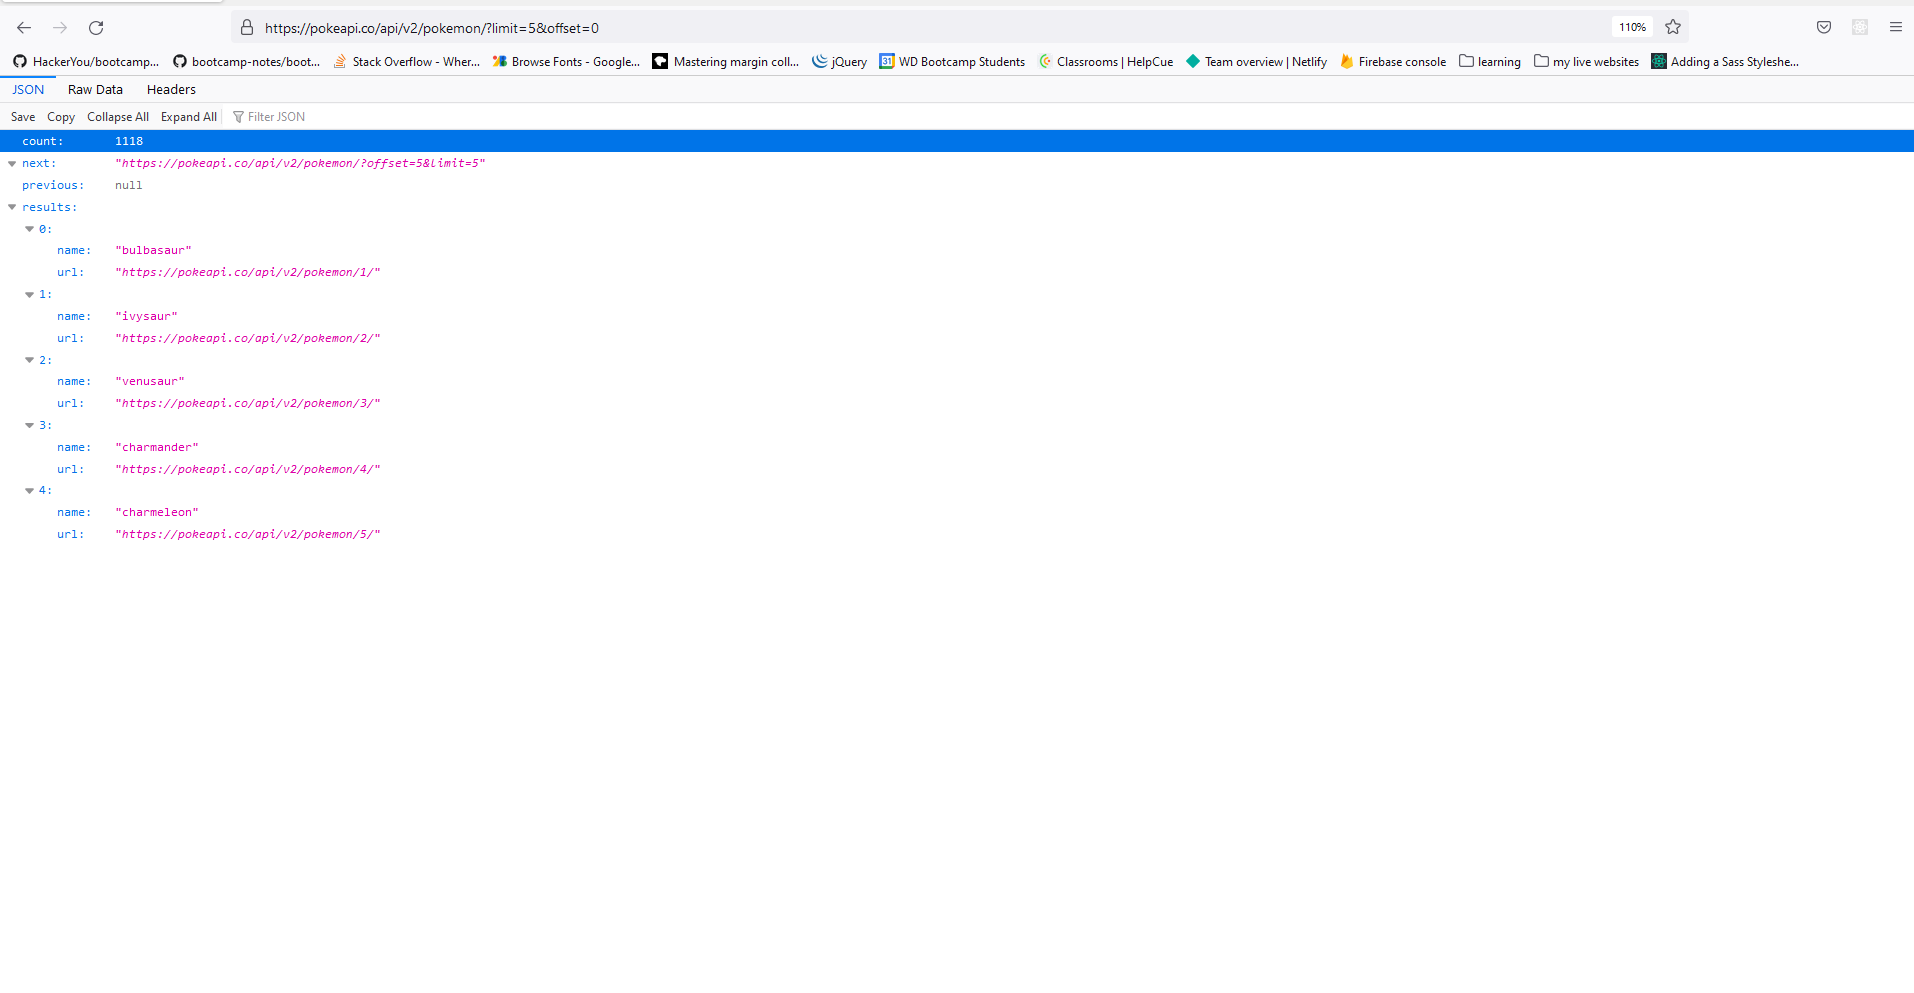 https://pokeapi.co/api/v2/pokemon/?limit=5&offset=0 110%
HackerYou/bootcamp... bootcamp-notes/boot... Stack Overflow - Wher... Browse Fonts - Google... Mastering margin coll... jQuery 31 WD Bootcamp Students Classrooms | HelpCue Team overview | Netlify Firebase console learning my live websites Adding a Sass Styleshe...
JSON Raw Data Headers
Save Copy Collapse All Expand All Filter JSON
count: 1118
next: "https://pokeapi.co/api/v2/pokemon/?offset=5&limit=5"
previous: null
results:
0:
name: "bulbasaur"
url: "https://pokeapi.co/api/v2/pokemon/1/"
1:
name: "ivysaur"
url: "https://pokeapi.co/api/v2/pokemon/2/"
2:
name: "venusaur"
url: "https://pokeapi.co/api/v2/pokemon/3/"
3:
name: "charmander"
url: "https://pokeapi.co/api/v2/pokemon/4/"
4:
name: "charmeleon"
url: "https://pokeapi.co/api/v2/pokemon/5/"